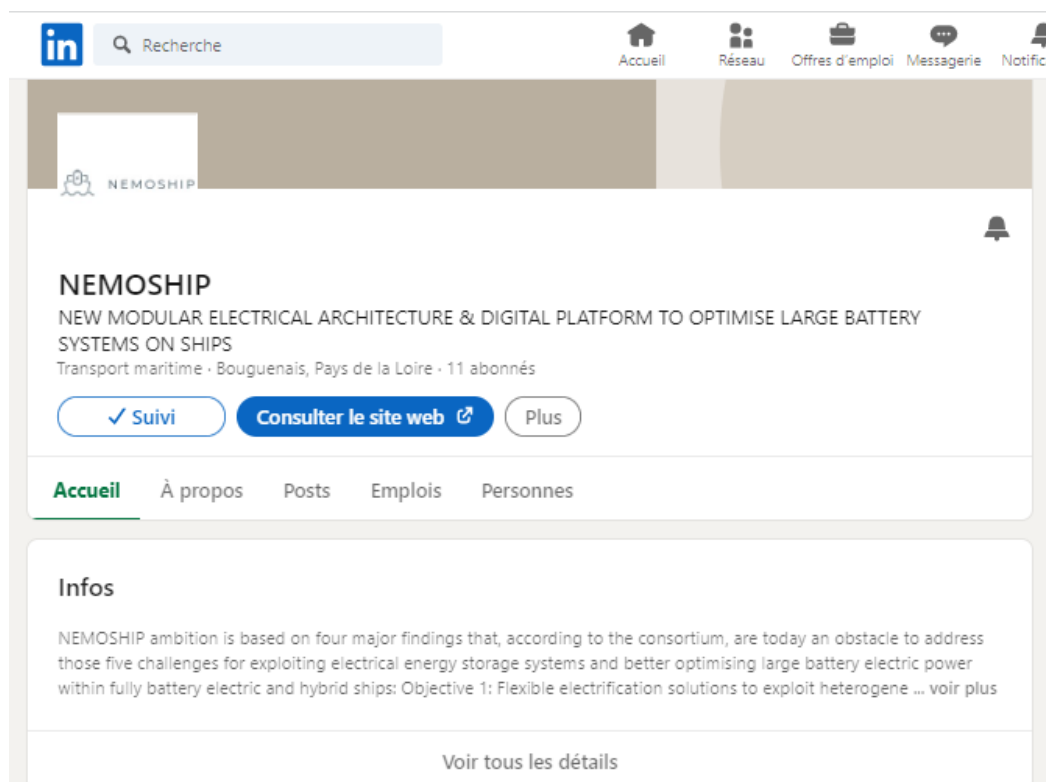 in Recherche
Accueil Réseau Offres d'emploi Messagerie Notific
NEMOSHIP
NEMOSHIP
NEW MODULAR ELECTRICAL ARCHITECTURE & DIGITAL PLATFORM TO OPTIMISE LARGE BATTERY
SYSTEMS ON SHIPS
Transport maritime · Bouguenais, Pays de la Loire · 11 abonnés
✓ Suivi Consulter le site web Plus
Accueil À propos Posts Emplois Personnes
Infos
NEMOSHIP ambition is based on four major findings that, according to the consortium, are today an obstacle to address
those five challenges for exploiting electrical energy storage systems and better optimising large battery electric power
within fully battery electric and hybrid ships: Objective 1: Flexible electrification solutions to exploit heterogene ... voir plus
Voir tous les détails